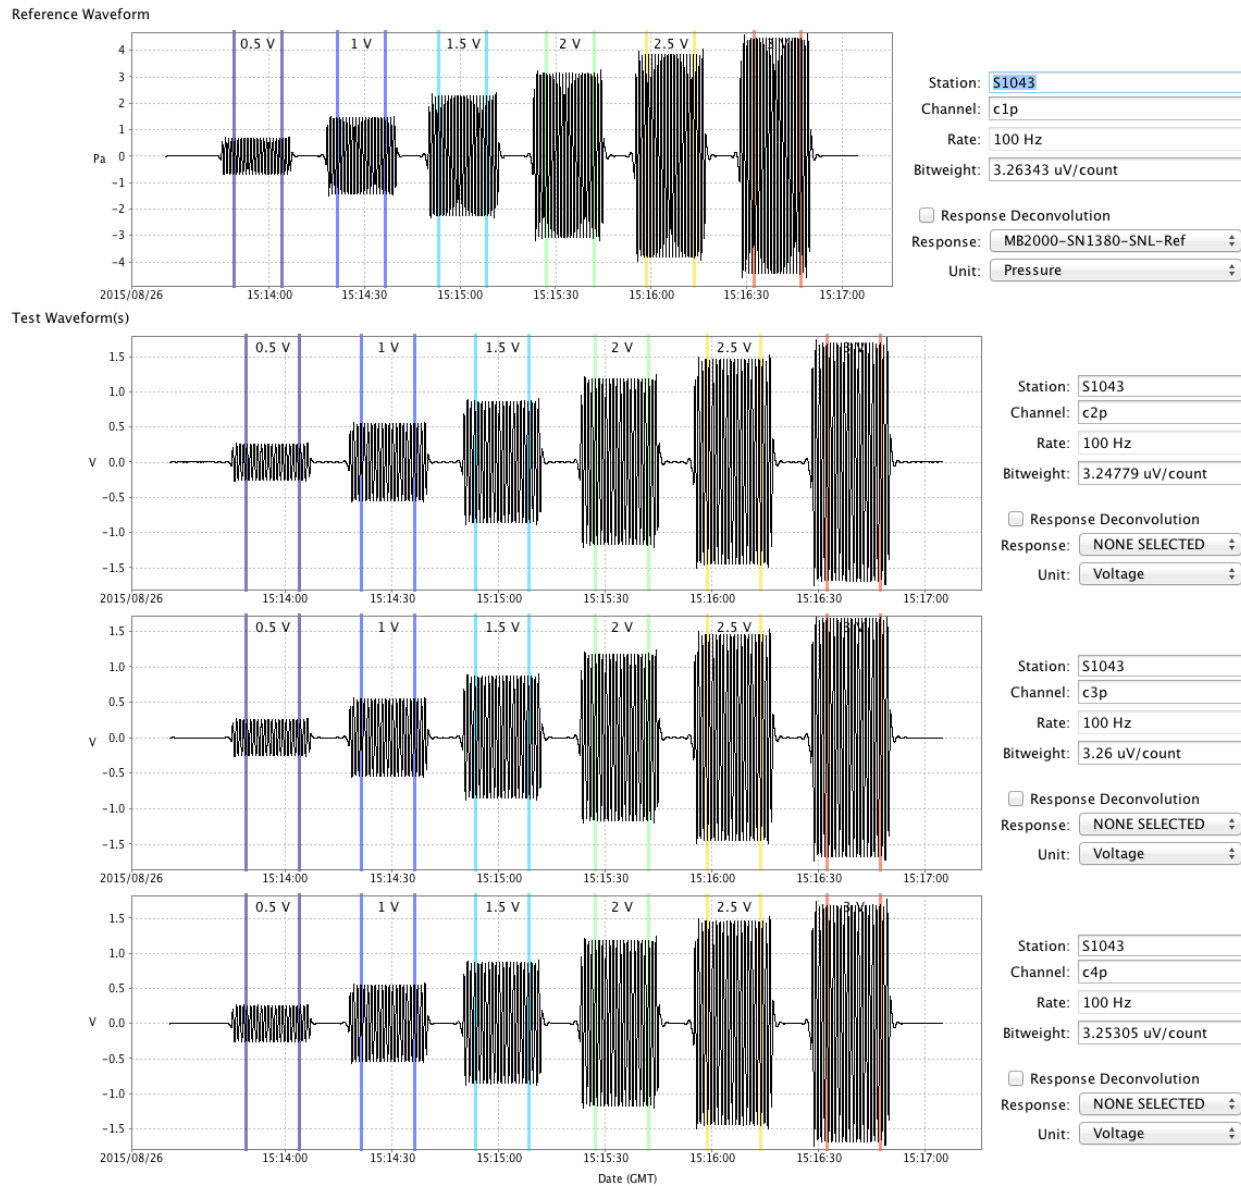 Reference Waveform
0.5 V 1 V 1.5 V 2 V 2.5 V 3 V
4
3
2
1
Pa 0
-1
-2
-3
-4
2015/08/26 15:14:00 15:14:30 15:15:00 15:15:30 15:16:00 15:16:30 15:17:00
Station: S1043
Channel: c1p
Rate: 100 Hz
Bitweight: 3.26343 uV/count
Response Deconvolution
Response: MB2000-SN1380-SNL-Ref
Unit: Pressure
Test Waveform(s)
0.5 V 1 V 1.5 V 2 V 2.5 V 3 V
1.5
1.0
0.5
V 0.0
-0.5
-1.0
-1.5
2015/08/26 15:14:00 15:14:30 15:15:00 15:15:30 15:16:00 15:16:30 15:17:00
Station: S1043
Channel: c2p
Rate: 100 Hz
Bitweight: 3.24779 uV/count
Response Deconvolution
Response: NONE SELECTED
Unit: Voltage
0.5 V 1 V 1.5 V 2 V 2.5 V 3 V
1.5
1.0
0.5
V 0.0
-0.5
-1.0
-1.5
2015/08/26 15:14:00 15:14:30 15:15:00 15:15:30 15:16:00 15:16:30 15:17:00
Station: S1043
Channel: c3p
Rate: 100 Hz
Bitweight: 3.26 uV/count
Response Deconvolution
Response: NONE SELECTED
Unit: Voltage
0.5 V 1 V 1.5 V 2 V 2.5 V 3 V
1.5
1.0
0.5
V 0.0
-0.5
-1.0
-1.5
2015/08/26 15:14:00 15:14:30 15:15:00 15:15:30 15:16:00 15:16:30 15:17:00
Date (GMT)
Station: S1043
Channel: c4p
Rate: 100 Hz
Bitweight: 3.25305 uV/count
Response Deconvolution
Response: NONE SELECTED
Unit: Voltage